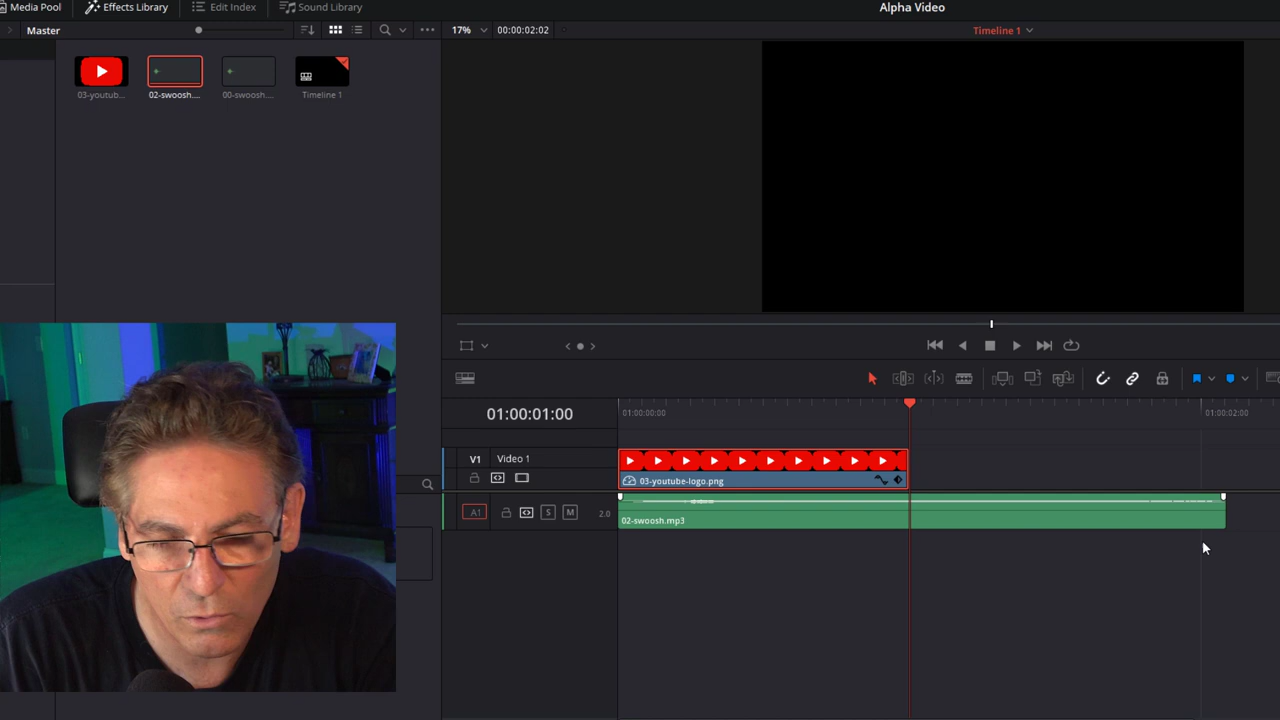 Media Pool Effects Library Edit Index Sound Library Alpha Video
Master 17% 00:00:02:02 Timeline 1
03-youtub... 02-swoosh.... 00-swoosh.... Timeline 1
01:00:01:00 01:00:00:00 01:00:02:00
V1 Video 1
03-youtube-logo.png
A1 S M 2.0
02-swoosh.mp3